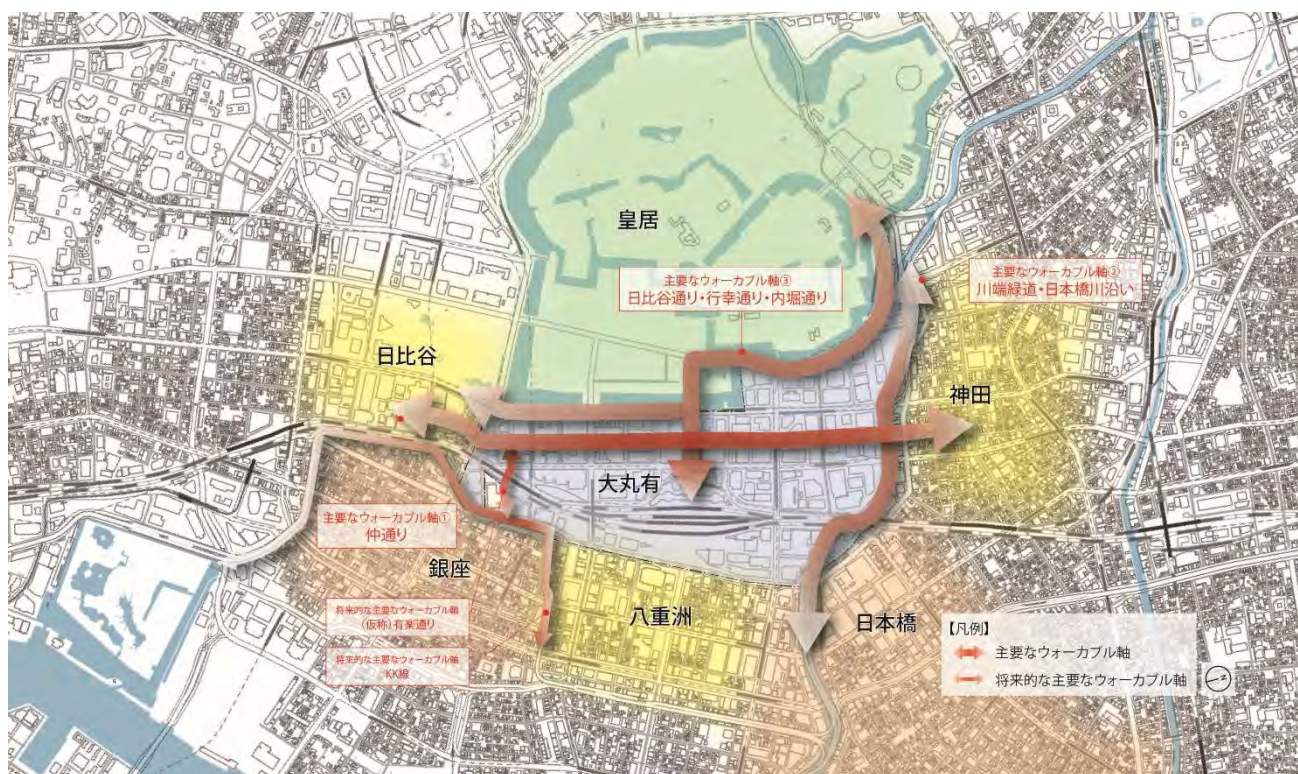 皇居
主要なウォーカブル軸③
日比谷通り・行幸通り・内堀通り
主要なウォーカブル軸②
川端緑道・日本橋川沿い
日比谷
神田
大丸有
主要なウォーカブル軸①
仲通り
銀座
八重洲
日本橋
将来的な主要なウォーカブル軸
(仮称)有楽通り
将来的な主要なウォーカブル軸
KK線
【凡例】
主要なウォーカブル軸
将来的な主要なウォーカブル軸